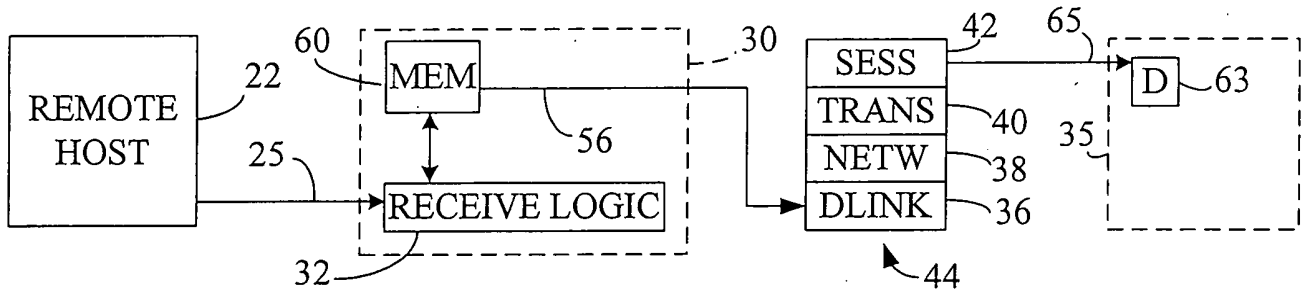 REMOTE
HOST
22
25
60
MEM
30
56
RECEIVE LOGIC
32
42
SESS
TRANS
40
NETW
38
DLINK
36
44
65
D
63
35